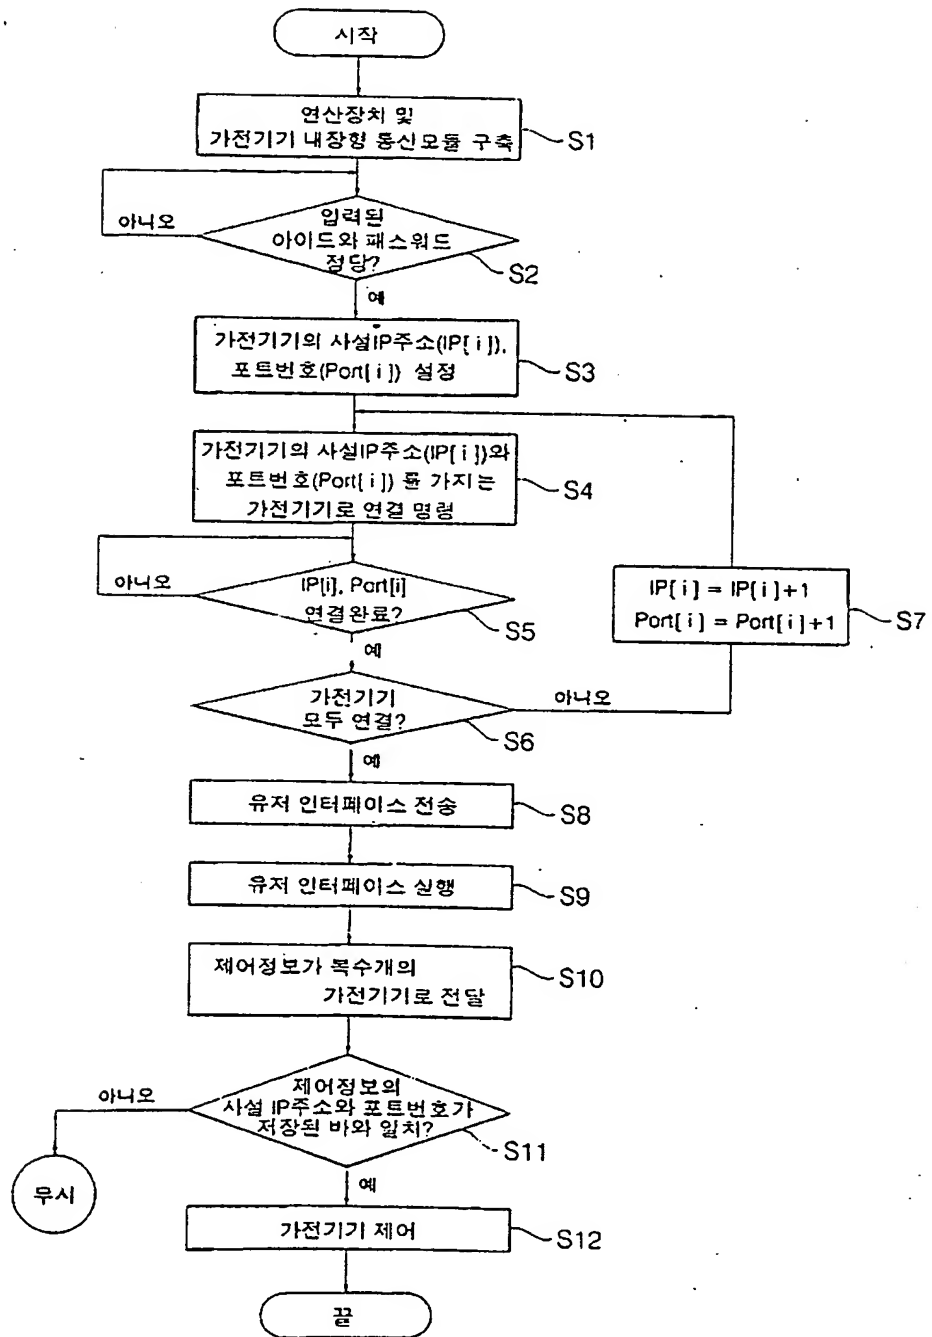 시작
연산장치 및
가전기기 내장형 통신모듈 구축
S1
아니오
입력된
아이드와 패스워드
정당?
S2
예
가전기기의 사설IP주소(IP[i]),
포트번호(Port[i]) 설정
S3
가전기기의 사설IP주소(IP[i])와
포트번호(Port[i])를 가지는
가전기기로 연결 명령
S4
아니오
IP[i], Port[i]
연결완료?
S5
예
IP[i] = IP[i]+1
Port[i] = Port[i]+1
S7
가전기기
모두 연결?
아니오
S6
예
유저 인터페이스 전송
S8
유저 인터페이스 실행
S9
제어정보가 복수개의
가전기기로 전달
S10
아니오
제어정보의
사설 IP주소와 포트번호가
저장된 바와 일치?
S11
무시
예
가전기기 제어
S12
끝